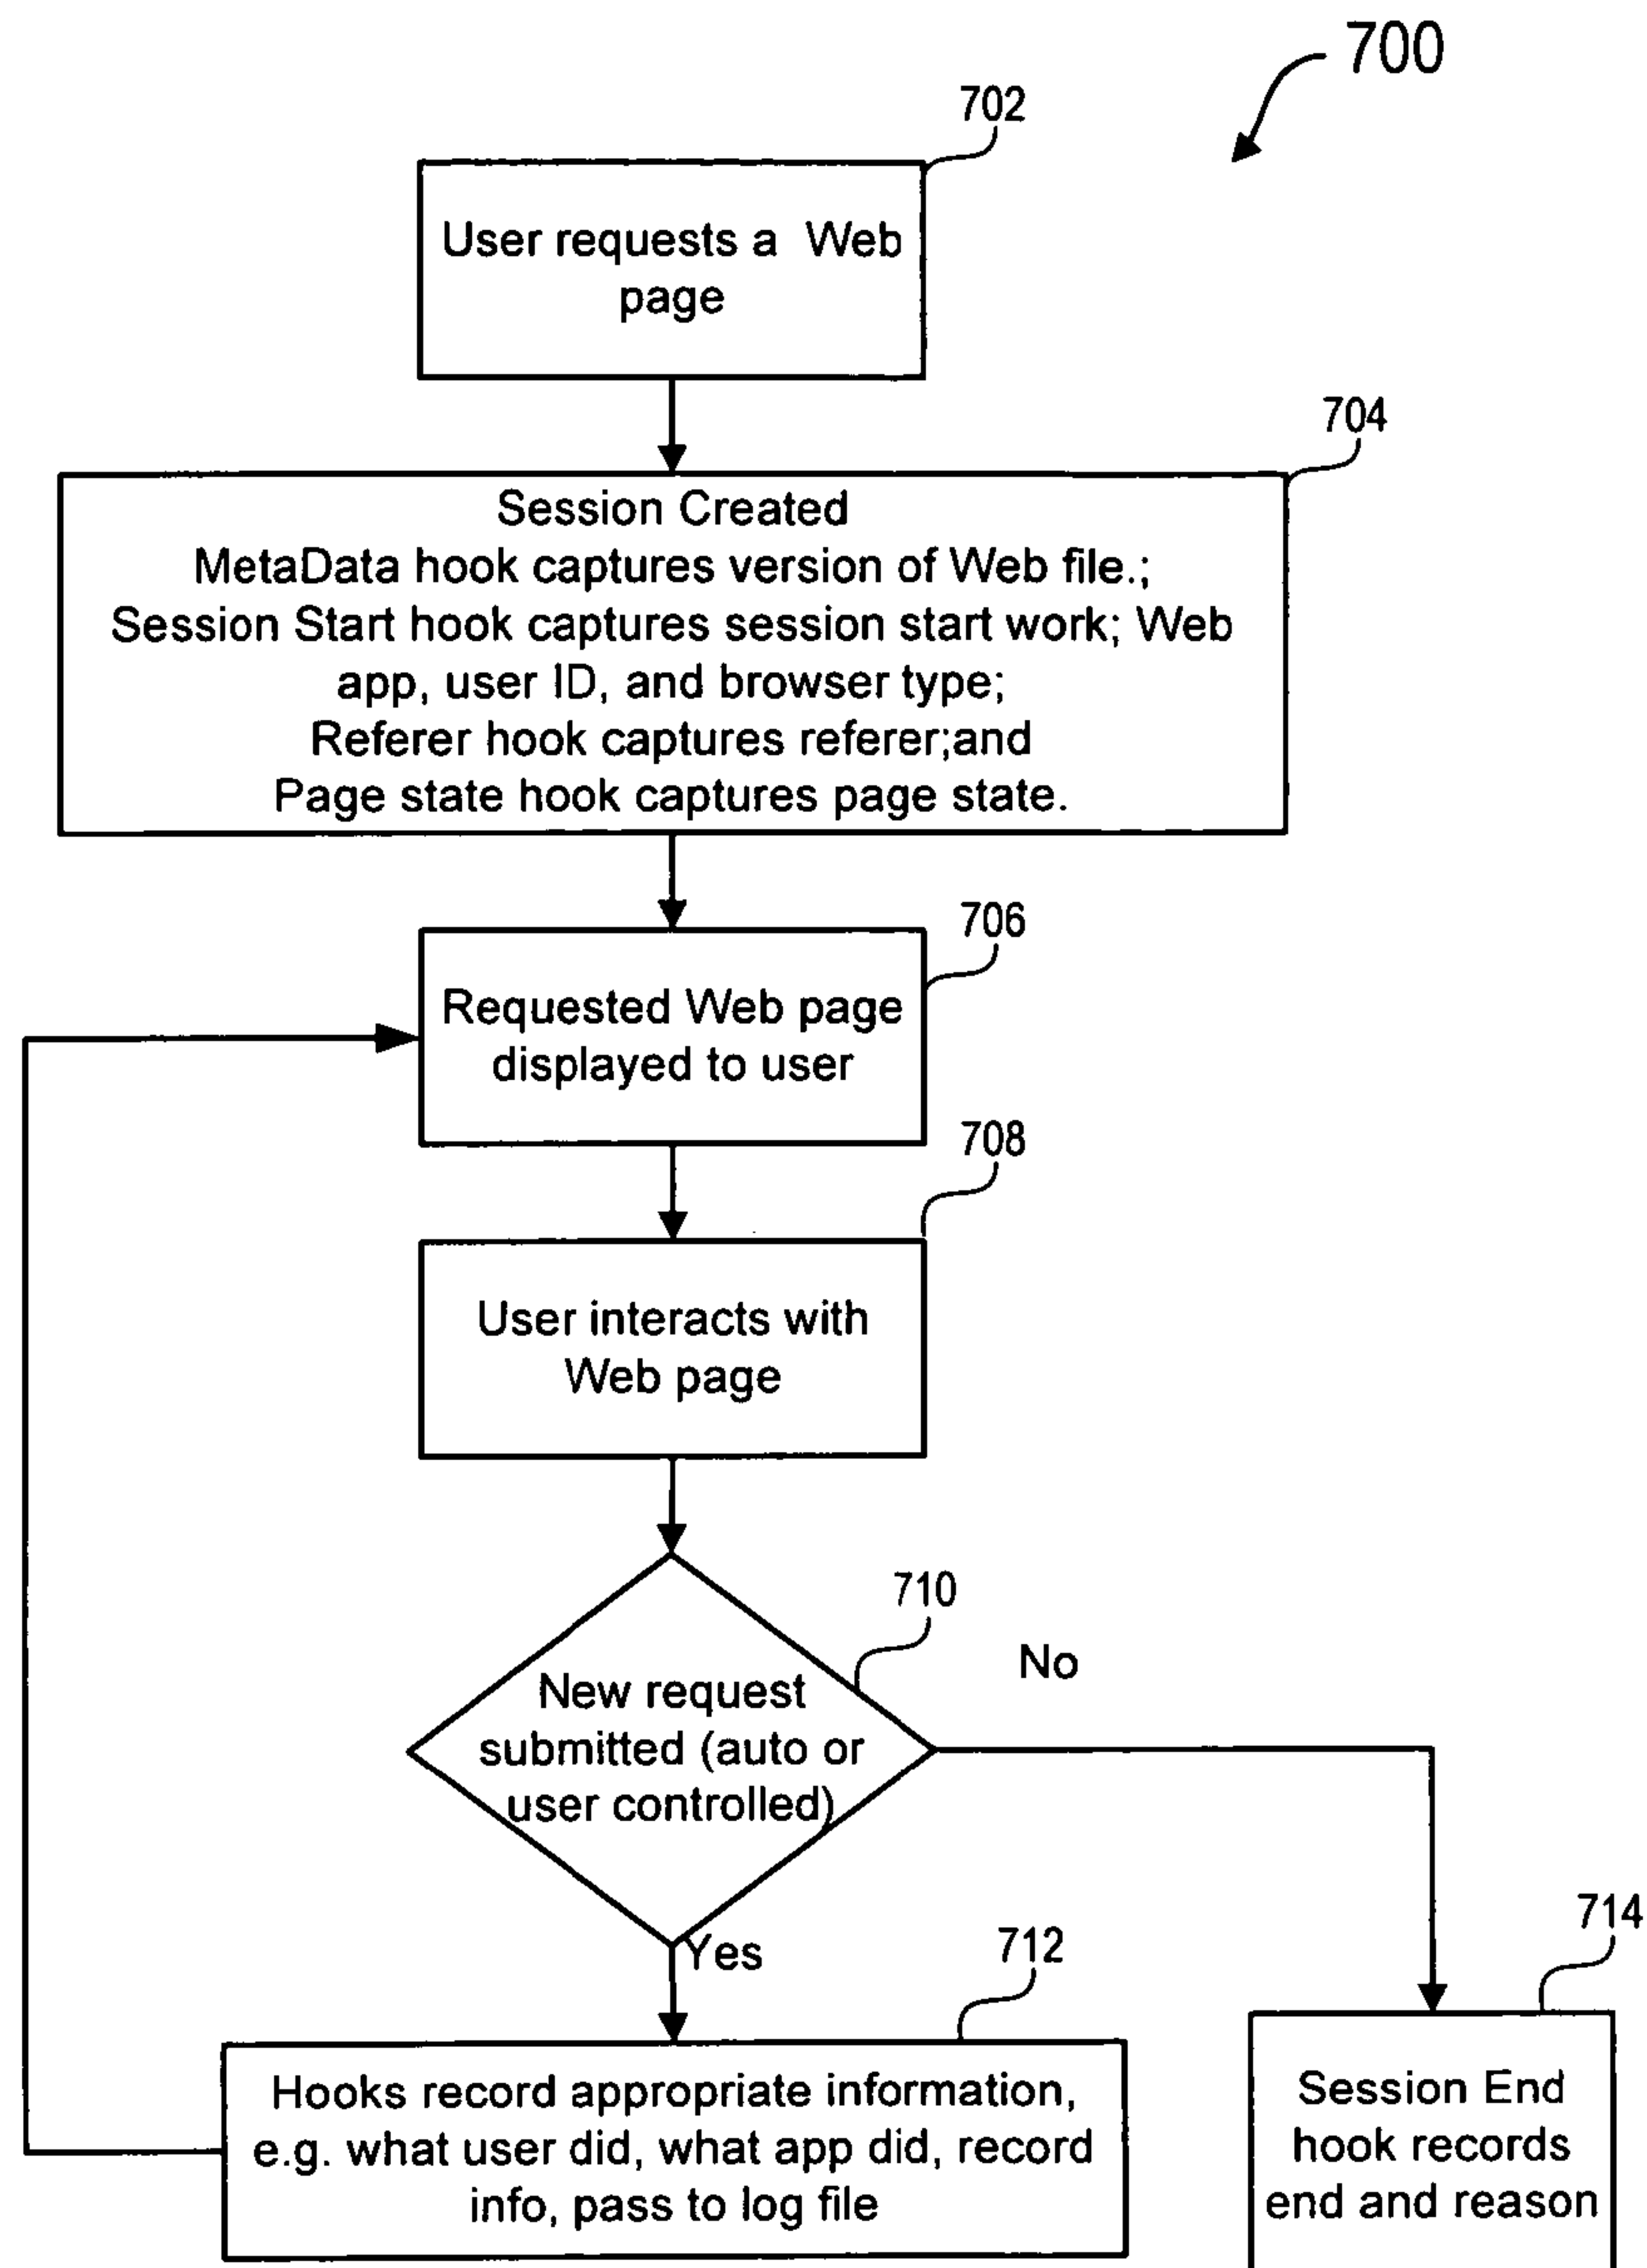 700
702
User requests a Web
page
704
Session Created
MetaData hook captures version of Web file.;
Session Start hook captures session start work; Web
app, user ID, and browser type;
Referer hook captures referer;and
Page state hook captures page state.
706
Requested Web page
displayed to user
708
User interacts with
Web page
710
No
New request
submitted (auto or
user controlled)
Yes
712
714
Hooks record appropriate information,
e.g. what user did, what app did, record
info, pass to log file
Session End
hook records
end and reason